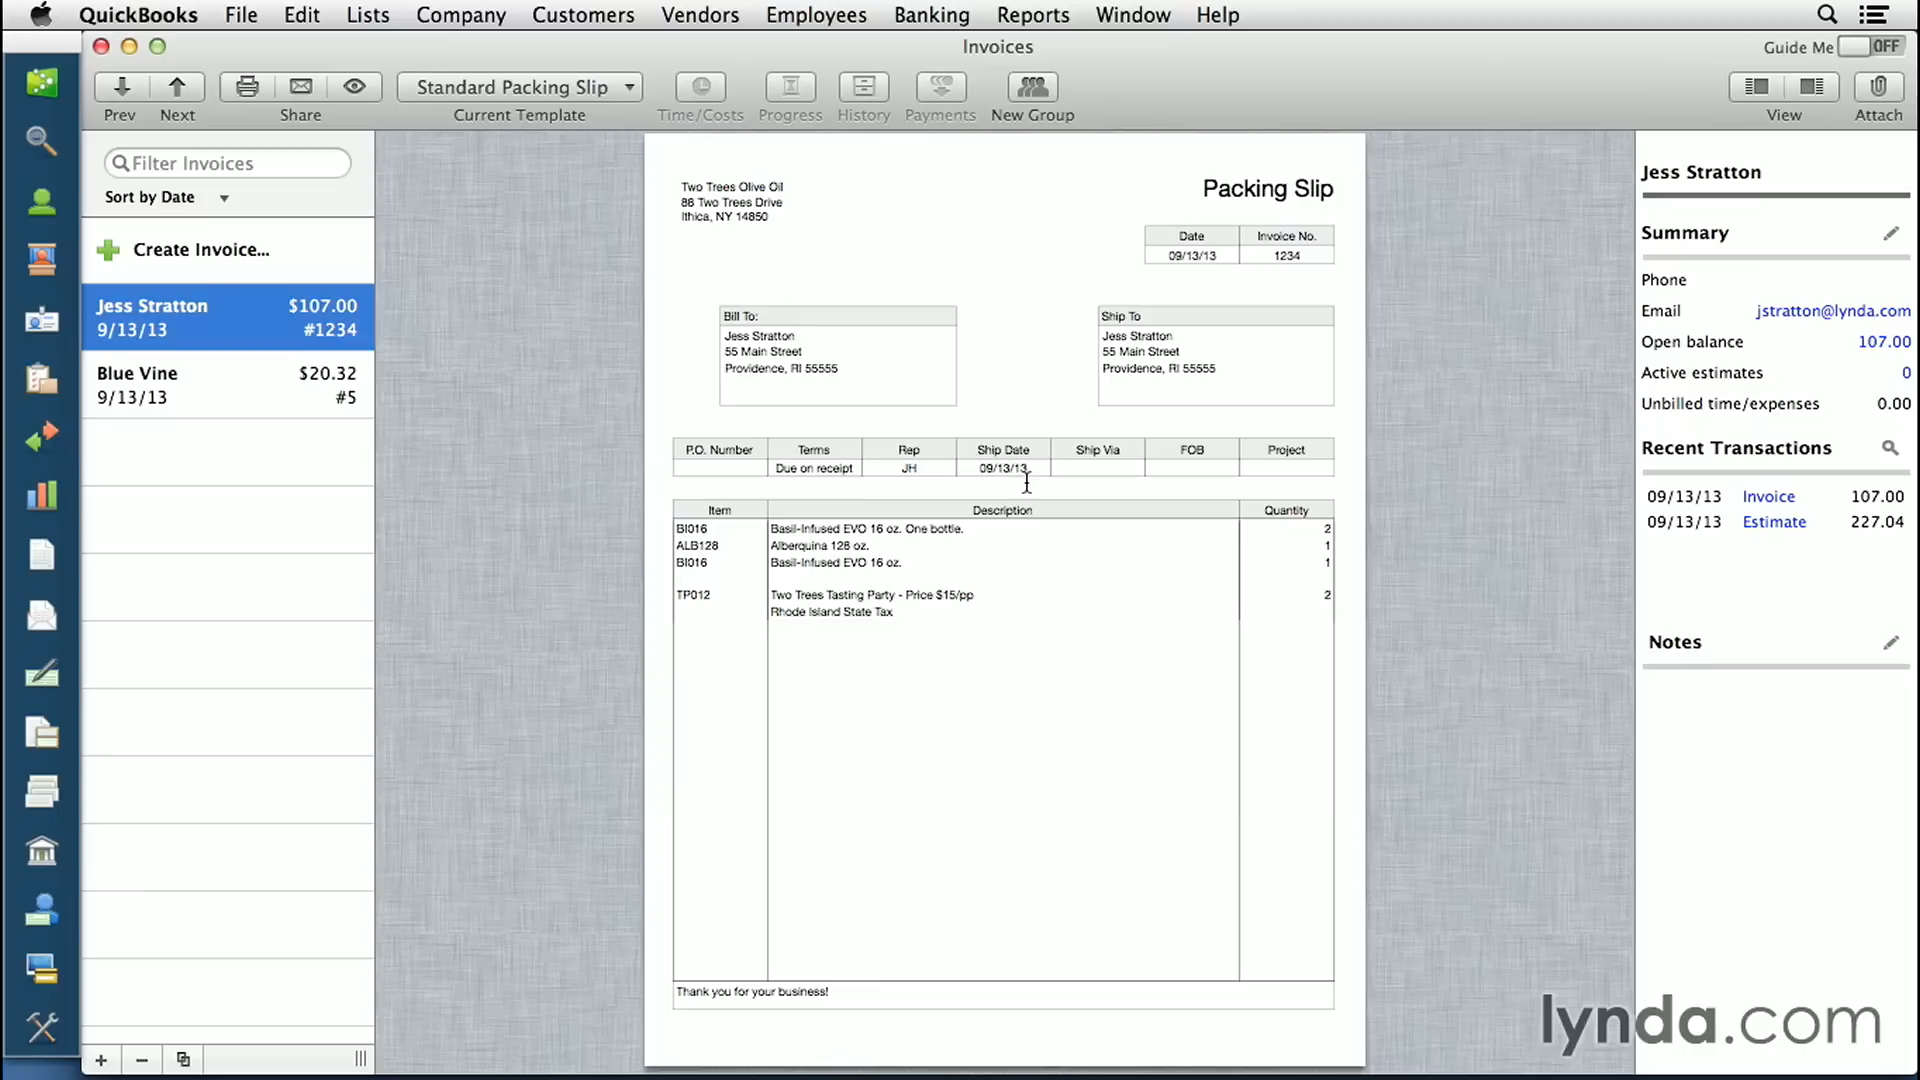 QuickBooks File Edit Lists Company Customers Vendors Employees Banking Reports Window Help
Invoices
Guide Me OFF
Standard Packing Slip
Prev Next Share Current Template Time/Costs Progress History Payments New Group View Attach
Filter Invoices
Sort by Date
Create Invoice...
Jess Stratton $107.00
9/13/13 #1234
Blue Vine $20.32
9/13/13 #5
Two Trees Olive Oil
88 Two Trees Drive
Ithica, NY 14850
Packing Slip
Date Invoice No.
09/13/13 1234
Bill To:
Jess Stratton
55 Main Street
Providence, RI 55555
Ship To
Jess Stratton
55 Main Street
Providence, RI 55555
P.O. Number Terms Rep Ship Date Ship Via FOB Project
Due on receipt JH 09/13/13
Item Description Quantity
BI016 Basil-Infused EVO 16 oz. One bottle. 2
ALB128 Alberquina 128 oz. 1
BI016 Basil-Infused EVO 16 oz. 1
TP012 Two Trees Tasting Party - Price $15/pp 2
Rhode Island State Tax
Thank you for your business!
Jess Stratton
Summary
Phone
Email jstratton@lynda.com
Open balance 107.00
Active estimates 0
Unbilled time/expenses 0.00
Recent Transactions
09/13/13 Invoice 107.00
09/13/13 Estimate 227.04
Notes
lynda.com